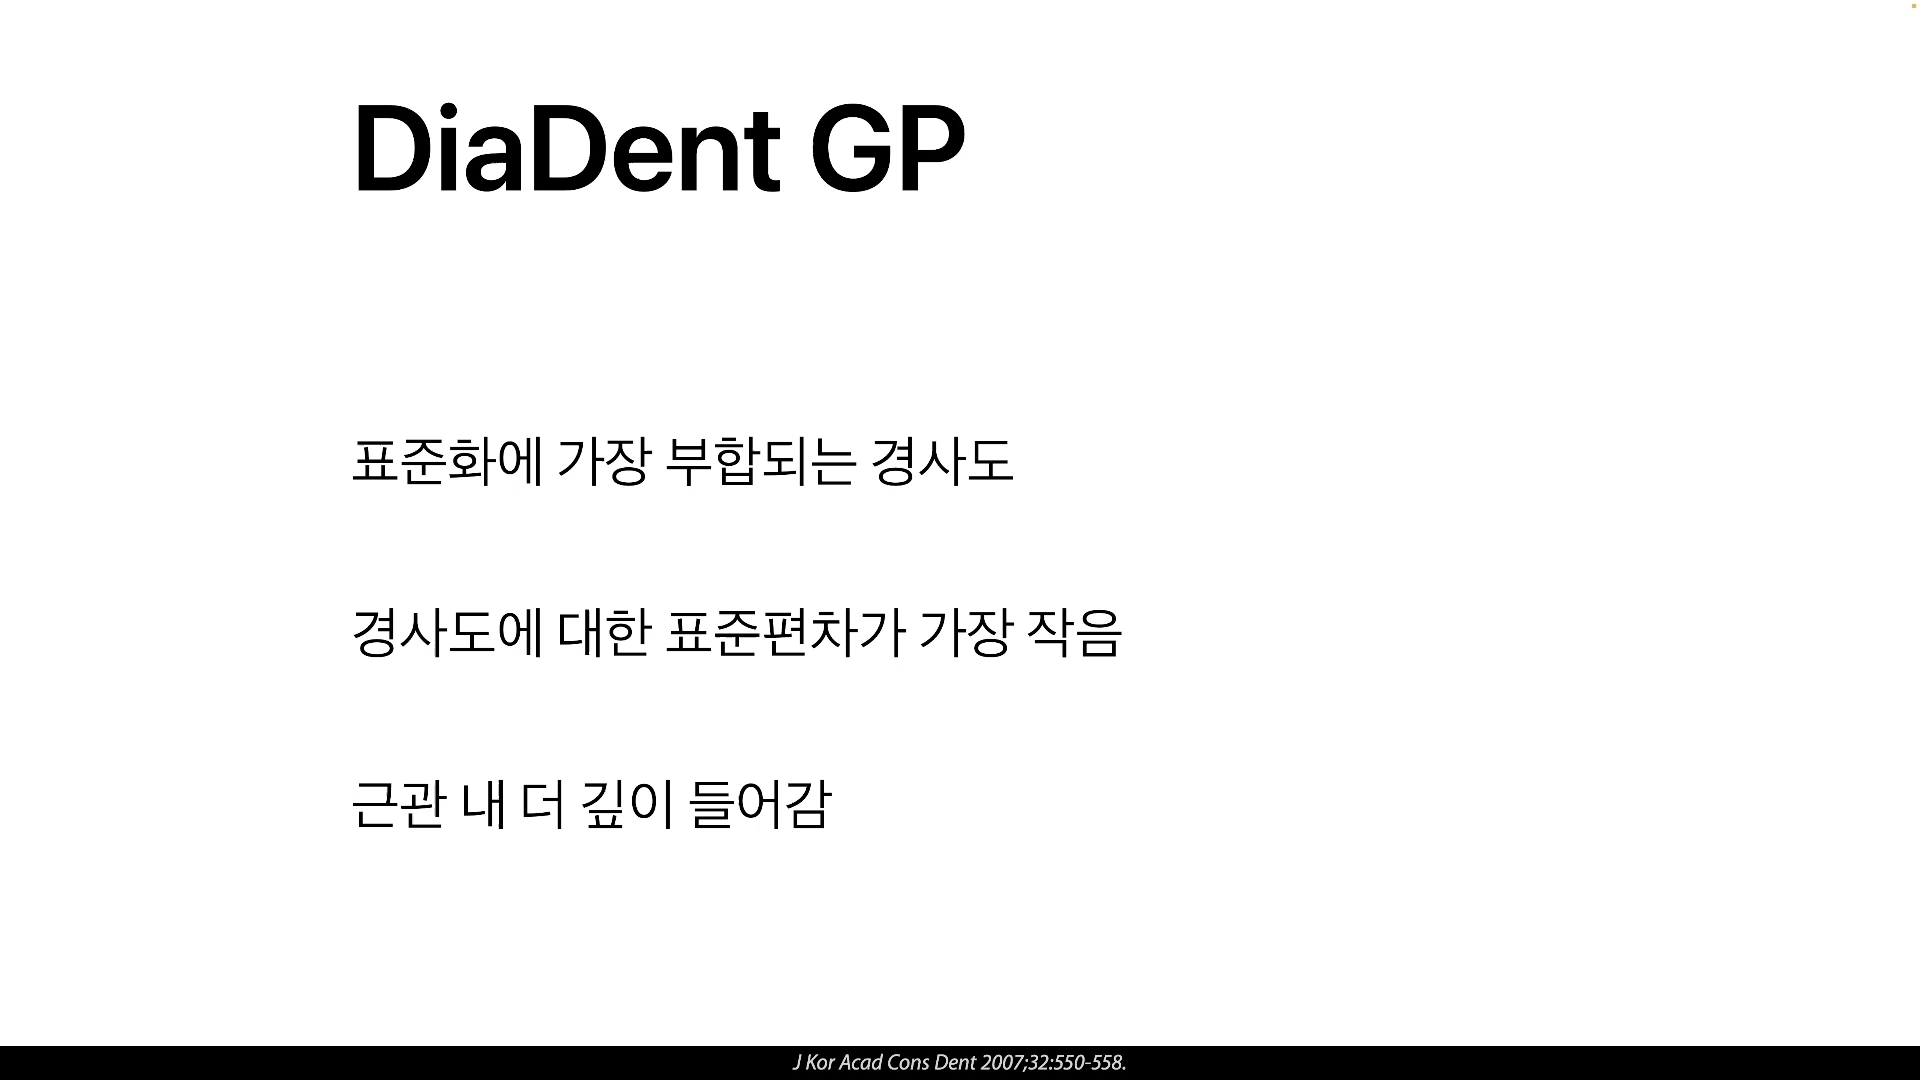 DiaDent GP
표준화에 가장 부합되는 경사도
경사도에 대한 표준편차가 가장 작음
근관 내 더 깊이 들어감
J Kor Acad Cons Dent 2007;32:550-558.